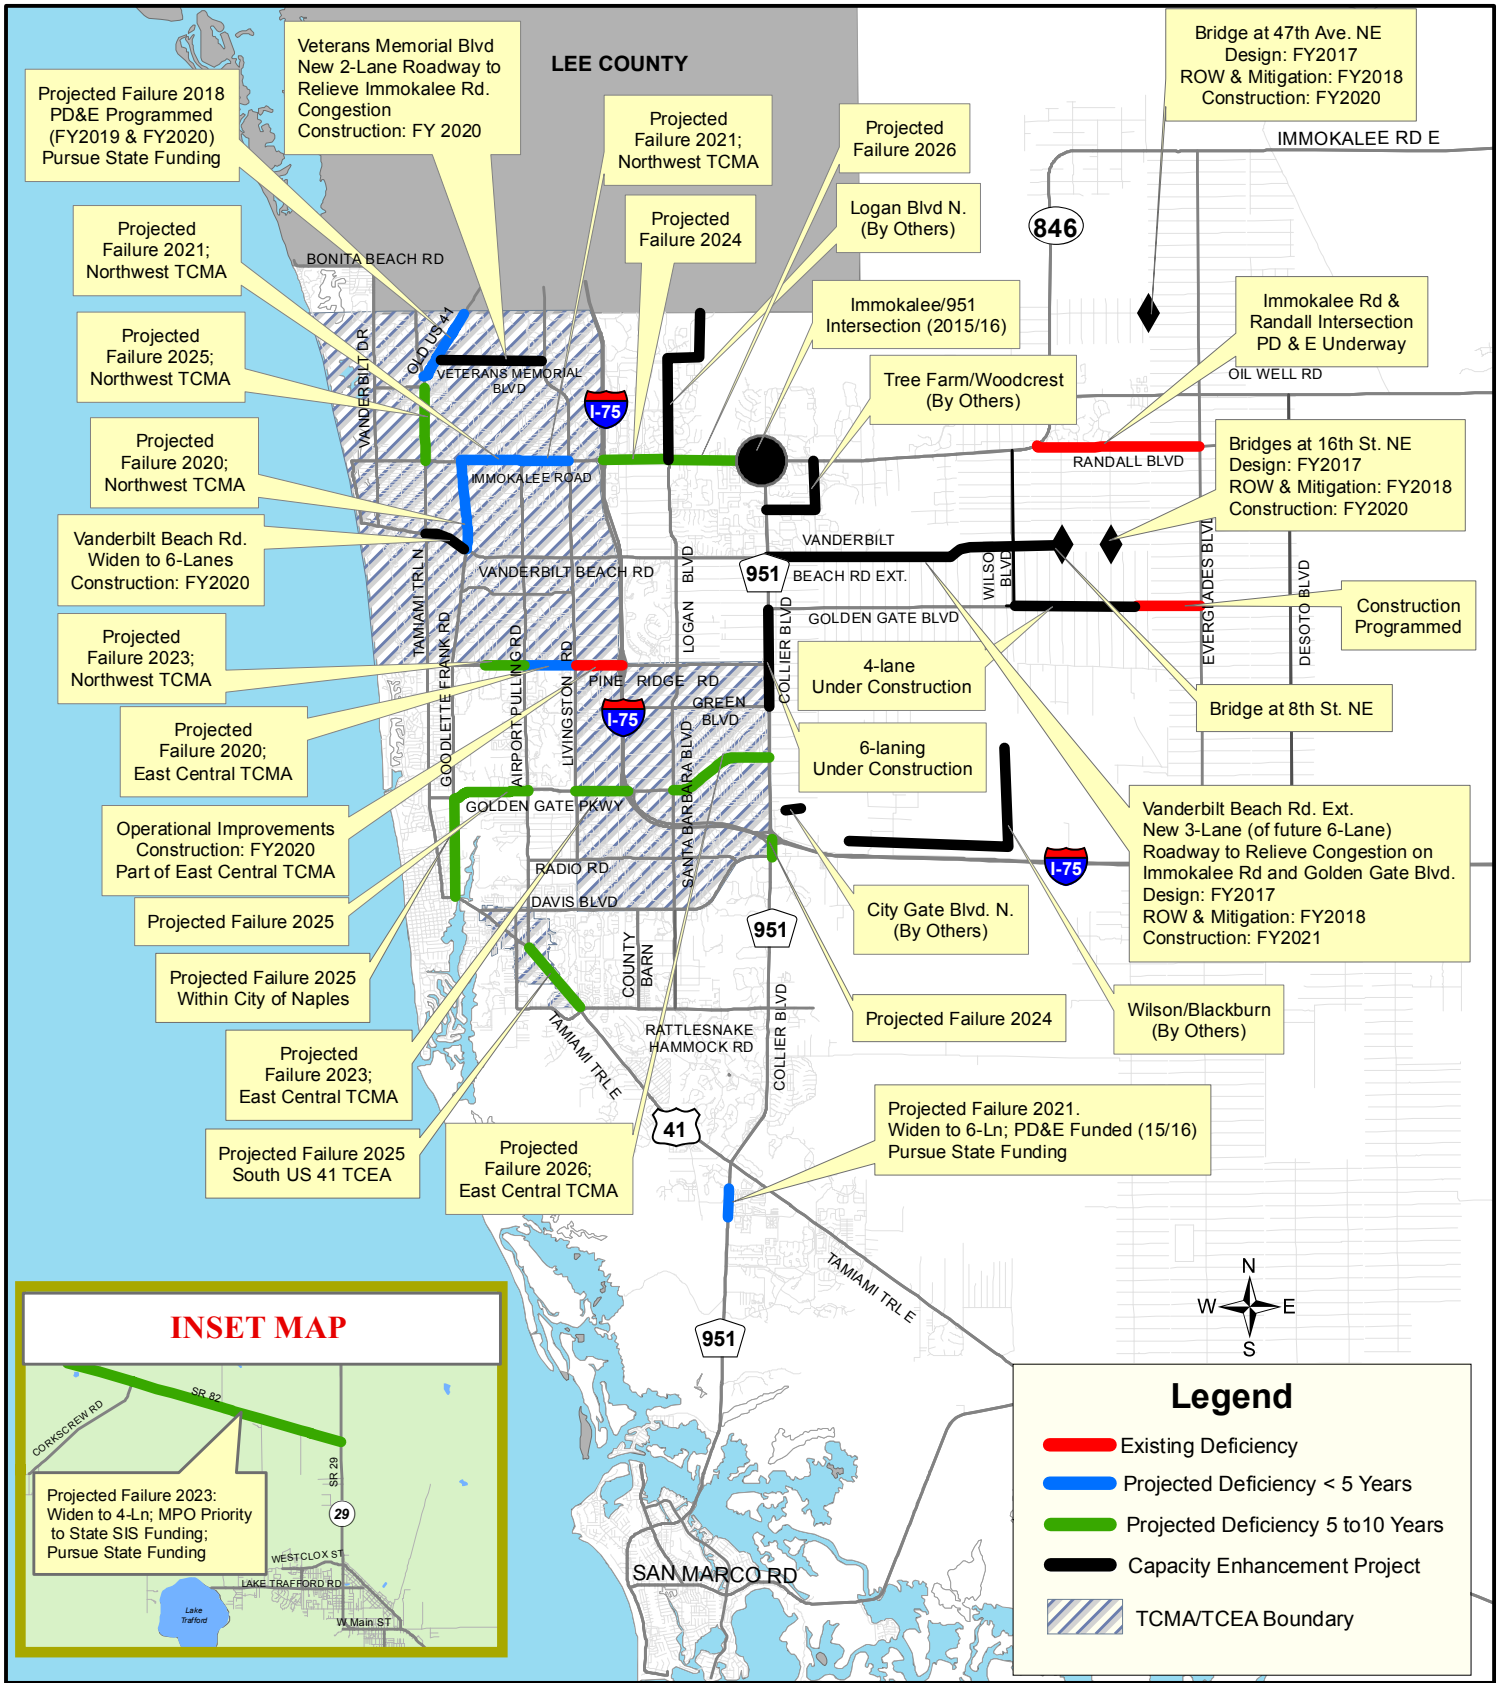 LEE COUNTY
Projected Failure 2018
PD&E Programmed
(FY2019 & FY2020)
Pursue State Funding
Veterans Memorial Blvd
New 2-Lane Roadway to
Relieve Immokalee Rd.
Congestion
Construction: FY 2020
Projected
Failure 2021;
Northwest TCMA
Projected
Failure 2024
Projected
Failure 2026
Logan Blvd N.
(By Others)
Bridge at 47th Ave. NE
Design: FY2017
ROW & Mitigation: FY2018
Construction: FY2020
IMMOKALEE RD E
846
Projected
Failure 2021;
Northwest TCMA
BONITA BEACH RD
Immokalee/951
Intersection (2015/16)
Immokalee Rd &
Randall Intersection
PD & E Underway
OIL WELL RD
Projected
Failure 2025;
Northwest TCMA
VANDERBILT DR
OLD US 41
VETERANS MEMORIAL
BLVD
I-75
Tree Farm/Woodcrest
(By Others)
Projected
Failure 2020;
Northwest TCMA
IMMOKALEE ROAD
RANDALL BLVD
Bridges at 16th St. NE
Design: FY2017
ROW & Mitigation: FY2018
Construction: FY2020
Vanderbilt Beach Rd.
Widen to 6-Lanes
Construction: FY2020
TAMIAMI TRL N
VANDERBILT BEACH RD
LOGAN BLVD
951
VANDERBILT
BEACH RD EXT.
WILSON
BLVD
EVERGLADES BLVD
DESOTO BLVD
GOLDEN GATE BLVD
COLLIER BLVD
Construction
Programmed
Projected
Failure 2023;
Northwest TCMA
GOODLETTE FRANK RD
AIRPORT PULLING RD
LIVINGSTON RD
PINE RIDGE RD
GREEN
BLVD
I-75
SANTA BARBARA BLVD
4-lane
Under Construction
Bridge at 8th St. NE
Projected
Failure 2020;
East Central TCMA
6-laning
Under Construction
Operational Improvements
Construction: FY2020
Part of East Central TCMA
GOLDEN GATE PKWY
RADIO RD
DAVIS BLVD
Vanderbilt Beach Rd. Ext.
New 3-Lane (of future 6-Lane)
Roadway to Relieve Congestion on
Immokalee Rd and Golden Gate Blvd.
Design: FY2017
ROW & Mitigation: FY2018
Construction: FY2021
I-75
Projected Failure 2025
City Gate Blvd. N.
(By Others)
951
COUNTY
BARN
Projected Failure 2025
Within City of Naples
Projected Failure 2024
Wilson/Blackburn
(By Others)
RATTLESNAKE
HAMMOCK RD
COLLIER BLVD
TAMIAMI TRL E
Projected
Failure 2023;
East Central TCMA
41
Projected Failure 2021.
Widen to 6-Ln; PD&E Funded (15/16)
Pursue State Funding
Projected Failure 2025
South US 41 TCEA
Projected
Failure 2026;
East Central TCMA
TAMIAMI TRL E
951
SAN MARCO RD
N
W E
S
INSET MAP
SR 82
CORKSCREW RD
SR 29
29
Projected Failure 2023:
Widen to 4-Ln; MPO Priority
to State SIS Funding;
Pursue State Funding
WESTCLOX ST
LAKE TRAFFORD RD
Lake
Trafford
W Main ST
Legend
Existing Deficiency
Projected Deficiency < 5 Years
Projected Deficiency 5 to10 Years
Capacity Enhancement Project
TCMA/TCEA Boundary